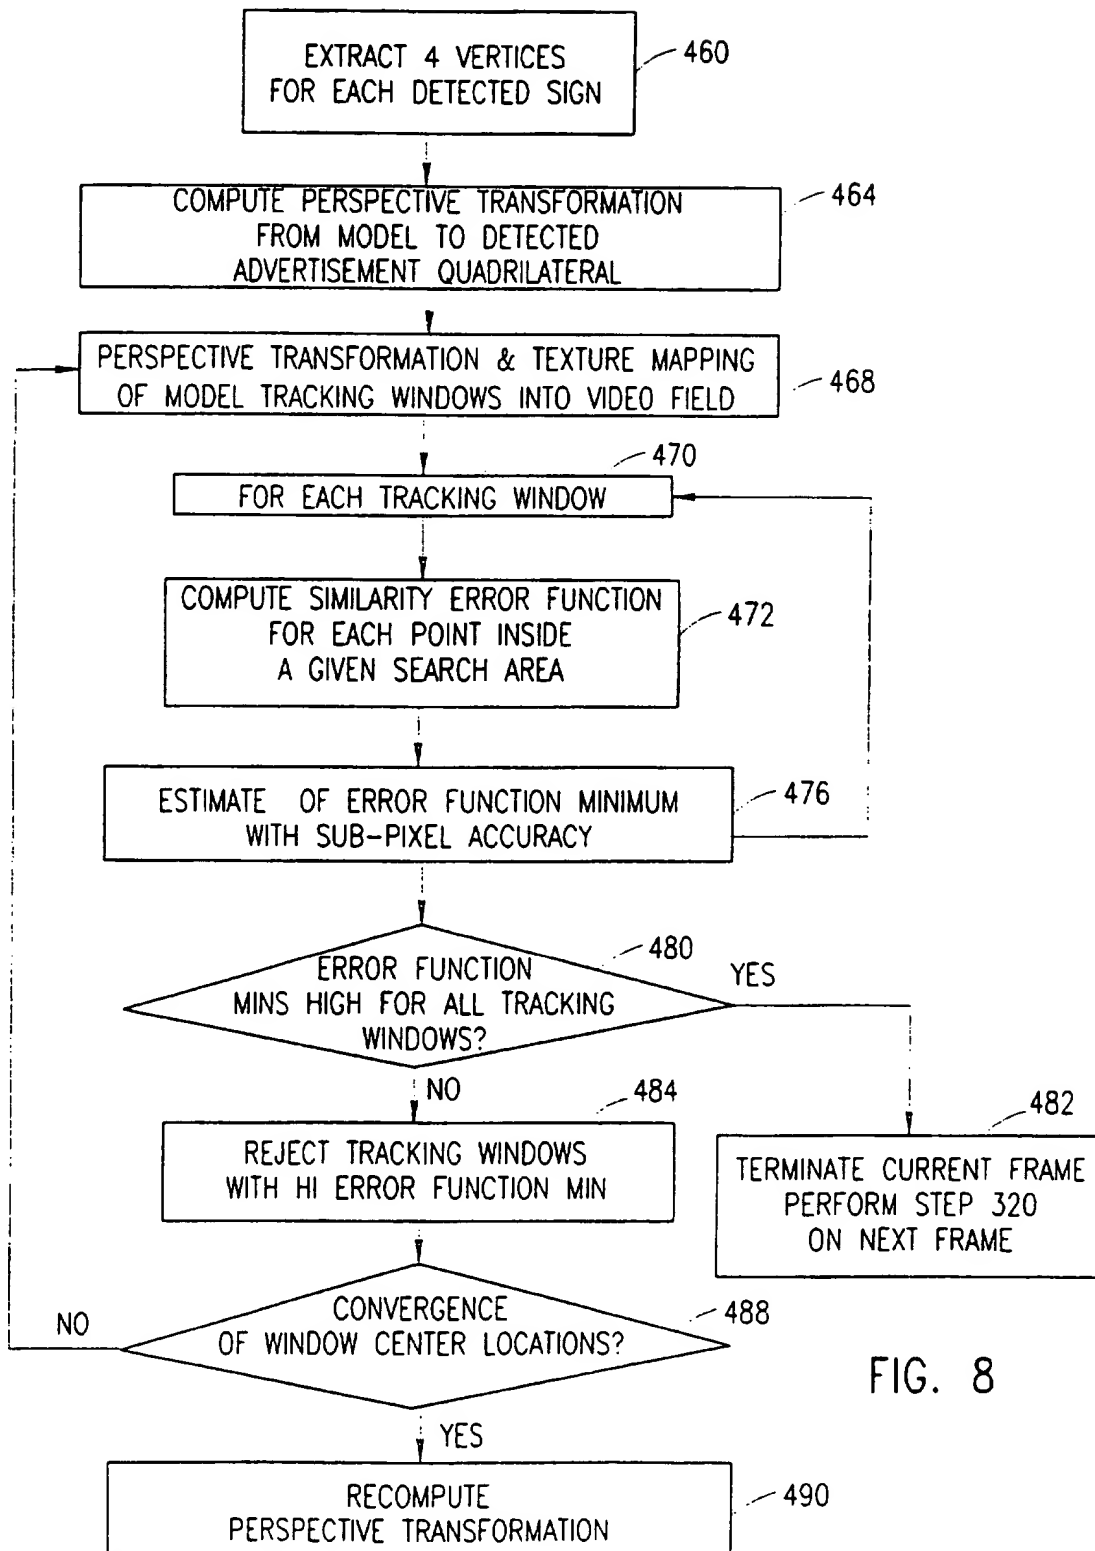 EXTRACT 4 VERTICES
FOR EACH DETECTED SIGN
460
COMPUTE PERSPECTIVE TRANSFORMATION
FROM MODEL TO DETECTED
ADVERTISEMENT QUADRILATERAL
464
PERSPECTIVE TRANSFORMATION & TEXTURE MAPPING
OF MODEL TRACKING WINDOWS INTO VIDEO FIELD
468
470
FOR EACH TRACKING WINDOW
COMPUTE SIMILARITY ERROR FUNCTION
FOR EACH POINT INSIDE
A GIVEN SEARCH AREA
472
ESTIMATE OF ERROR FUNCTION MINIMUM
WITH SUB-PIXEL ACCURACY
476
480
ERROR FUNCTION
MINS HIGH FOR ALL TRACKING
WINDOWS?
YES
NO
484
REJECT TRACKING WINDOWS
WITH HI ERROR FUNCTION MIN
482
TERMINATE CURRENT FRAME
PERFORM STEP 320
ON NEXT FRAME
CONVERGENCE
OF WINDOW CENTER LOCATIONS?
488
NO
YES
RECOMPUTE
PERSPECTIVE TRANSFORMATION
490
FIG. 8